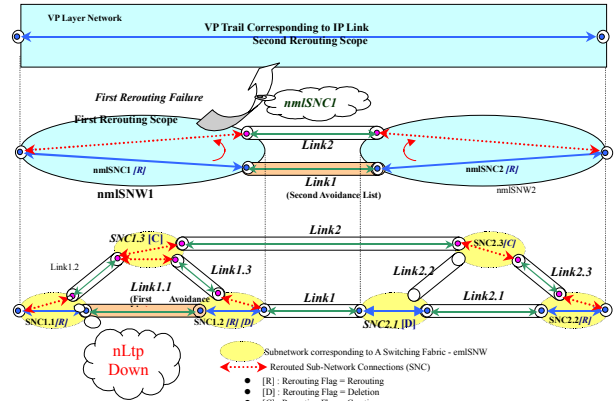 VP Layer Network
VP Trail Corresponding to IP Link
Second Rerouting Scope
First Rerouting Failure
nmlSNC1
First Rerouting Scope
Link2
nmlSNC1 [R]
nmlSNC2 [R]
nmlSNW1
Link1
nmlSNW2
(Second Avoidance List)
SNC1.3 [C]
Link2
SNC2.3[C]
Link1.2
Link1.3
Link2.2
Link2.3
Link1.1
(First Avoidance
Link1
Link2.1
SNC1.1[R]
SNC1.2 [R] [D]
SNC2.1 [D]
SNC2.2[R]
nLtp
Down
Subnetwork corresponding to A Switching Fabric - emlSNW
Rerouted Sub-Network Connections (SNC)
● [R] : Rerouting Flag = Rerouting
● [D] : Rerouting Flag = Deletion